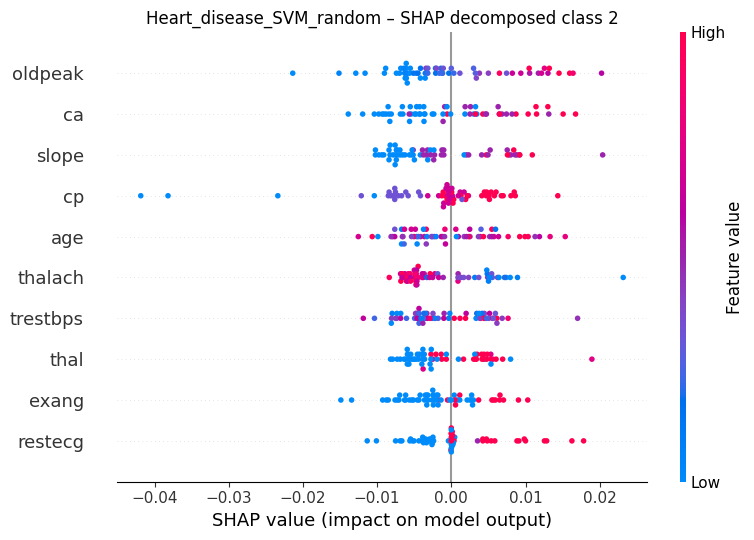 Heart_disease_SVM_random – SHAP decomposed class 2
High
oldpeak
ca
slope
cp
age
thalach
trestbps
thal
exang
restecg
Feature value
Low
−0.04 −0.03 −0.02 −0.01 0.00 0.01 0.02
SHAP value (impact on model output)